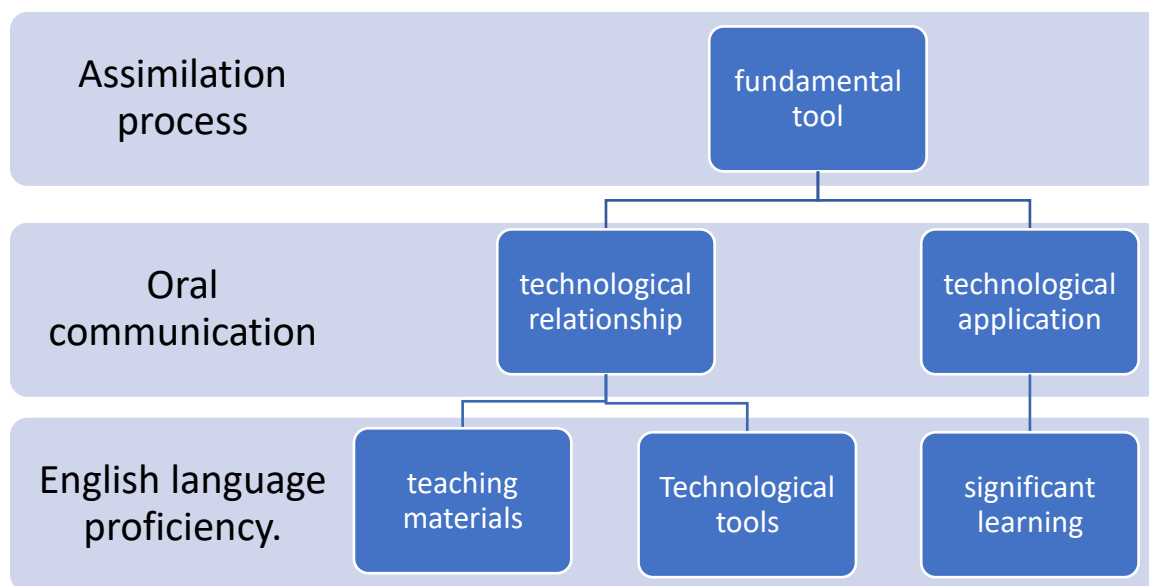 Assimilation
process
fundamental
tool
Oral
communication
technological
relationship
technological
application
English language
proficiency.
teaching
materials
Technological
tools
significant
learning